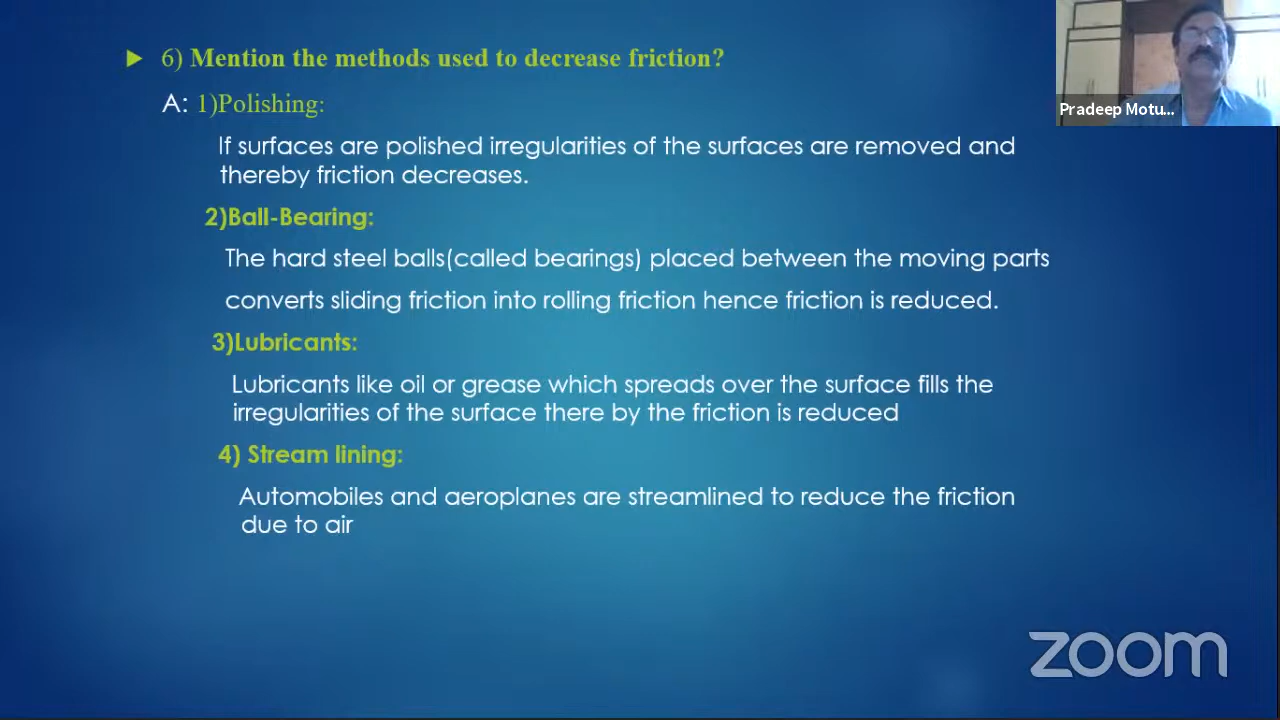 6) Mention the methods used to decrease friction?
A: 1)Polishing:
If surfaces are polished irregularities of the surfaces are removed and
thereby friction decreases.
2)Ball-Bearing:
The hard steel balls(called bearings) placed between the moving parts
converts sliding friction into rolling friction hence friction is reduced.
3)Lubricants:
Lubricants like oil or grease which spreads over the surface fills the
irregularities of the surface there by the friction is reduced
4) Stream lining:
Automobiles and aeroplanes are streamlined to reduce the friction
due to air
Pradeep Motu...
zoom